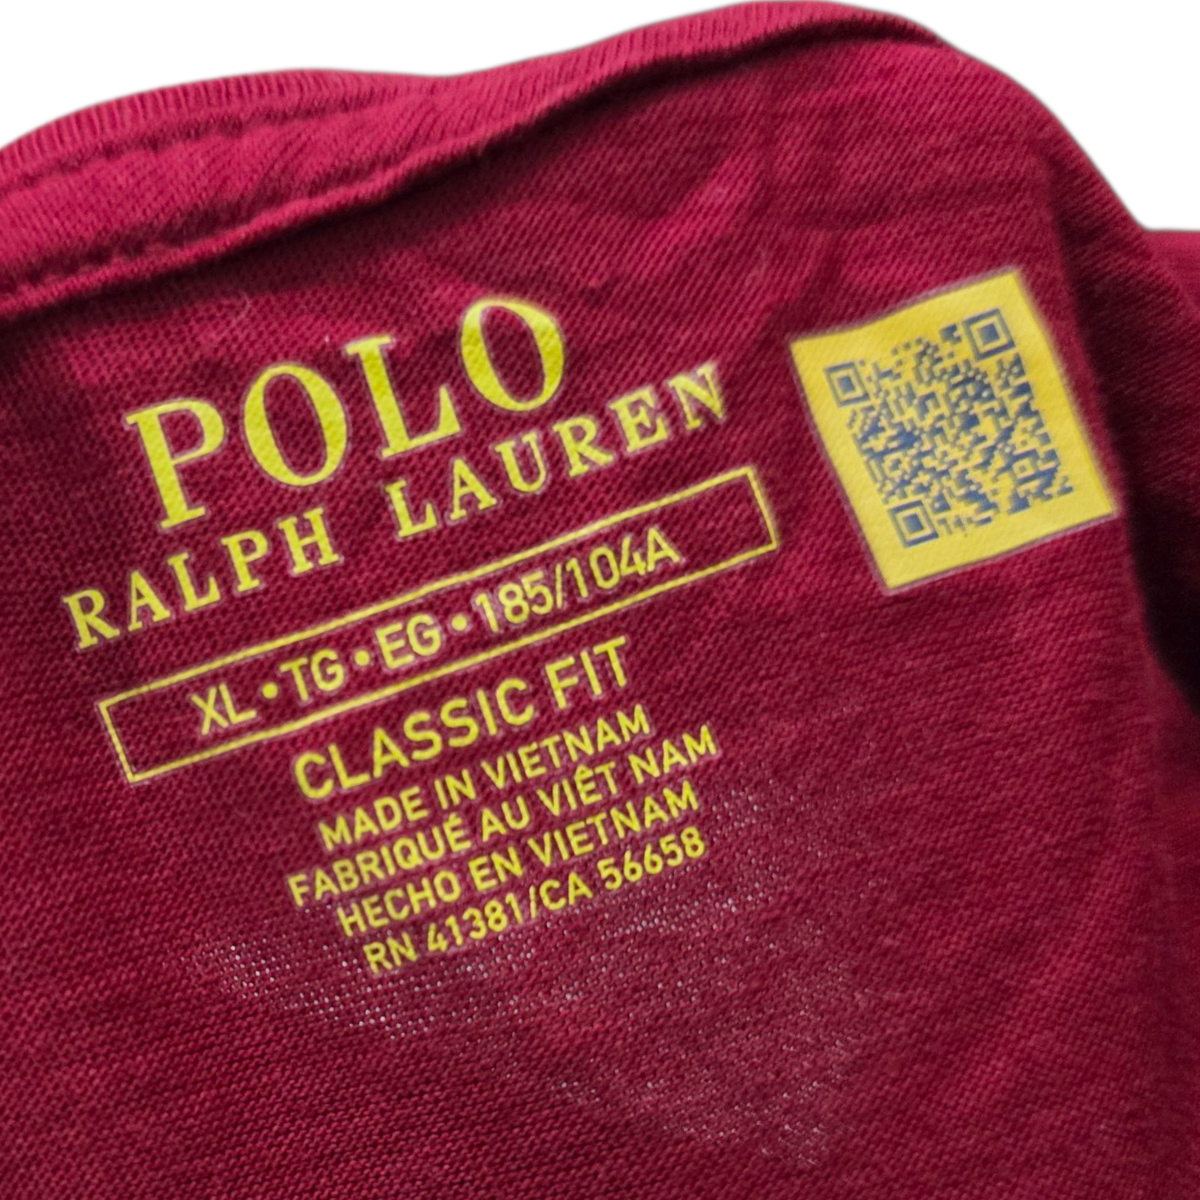 POLO
RALPH LAUREN
XL • TG • EG • 185/104A
CLASSIC FIT
MADE IN VIETNAM
FABRIQUÉ AU VIÊT NAM
HECHO EN VIETNAM
RN 41381/CA 56658